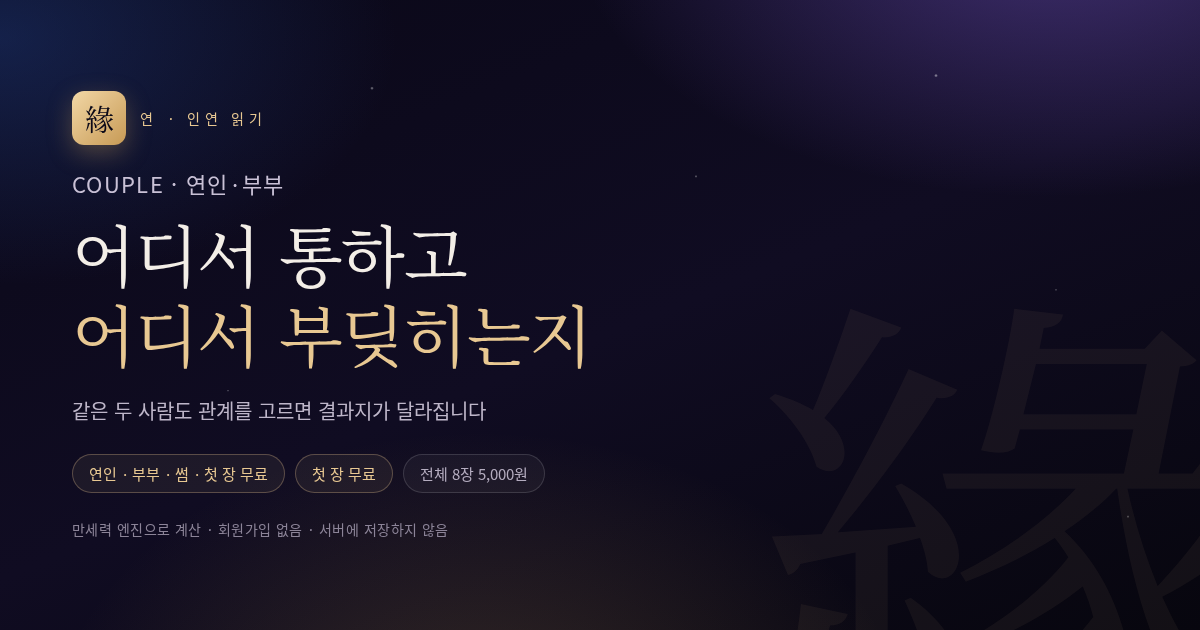 緣 연 · 인연 읽기
COUPLE · 연인·부부
어디서 통하고
어디서 부딪히는지
같은 두 사람도 관계를 고르면 결과지가 달라집니다
연인 · 부부 · 썸 · 첫 장 무료 첫 장 무료 전체 8장 5,000원
만세력 엔진으로 계산 · 회원가입 없음 · 서버에 저장하지 않음
緣